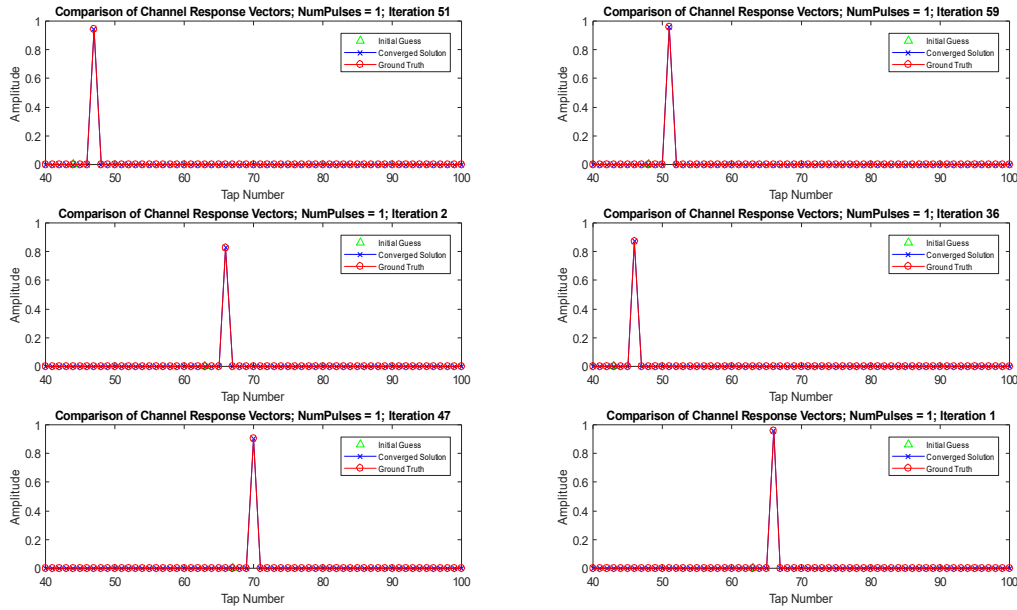 Comparison of Channel Response Vectors; NumPulses = 1; Iteration 51
1
0.8
0.6
0.4
0.2
0
Amplitude
Initial Guess
Converged Solution
Ground Truth
40 50 60 70 80 90 100
Tap Number
Comparison of Channel Response Vectors; NumPulses = 1; Iteration 59
1
0.8
0.6
0.4
0.2
0
Amplitude
Initial Guess
Converged Solution
Ground Truth
40 50 60 70 80 90 100
Tap Number
Comparison of Channel Response Vectors; NumPulses = 1; Iteration 2
1
0.8
0.6
0.4
0.2
0
Amplitude
Initial Guess
Converged Solution
Ground Truth
40 50 60 70 80 90 100
Tap Number
Comparison of Channel Response Vectors; NumPulses = 1; Iteration 36
1
0.8
0.6
0.4
0.2
0
Amplitude
Initial Guess
Converged Solution
Ground Truth
40 50 60 70 80 90 100
Tap Number
Comparison of Channel Response Vectors; NumPulses = 1; Iteration 47
1
0.8
0.6
0.4
0.2
0
Amplitude
Initial Guess
Converged Solution
Ground Truth
40 50 60 70 80 90 100
Tap Number
Comparison of Channel Response Vectors; NumPulses = 1; Iteration 1
1
0.8
0.6
0.4
0.2
0
Amplitude
Initial Guess
Converged Solution
Ground Truth
40 50 60 70 80 90 100
Tap Number